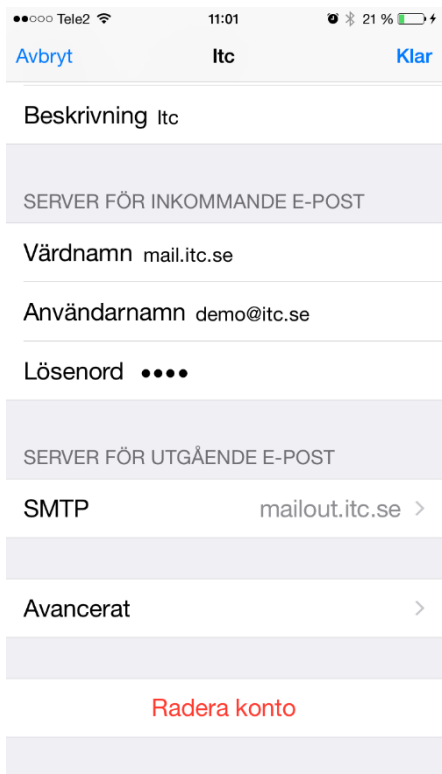 Tele2 11:01 21 %
Avbryt Itc Klar
Beskrivning Itc
SERVER FÖR INKOMMANDE E-POST
Värdnamn mail.itc.se
Användarnamn demo@itc.se
Lösenord ••••
SERVER FÖR UTGÅENDE E-POST
SMTP mailout.itc.se >
Avancerat >
Radera konto